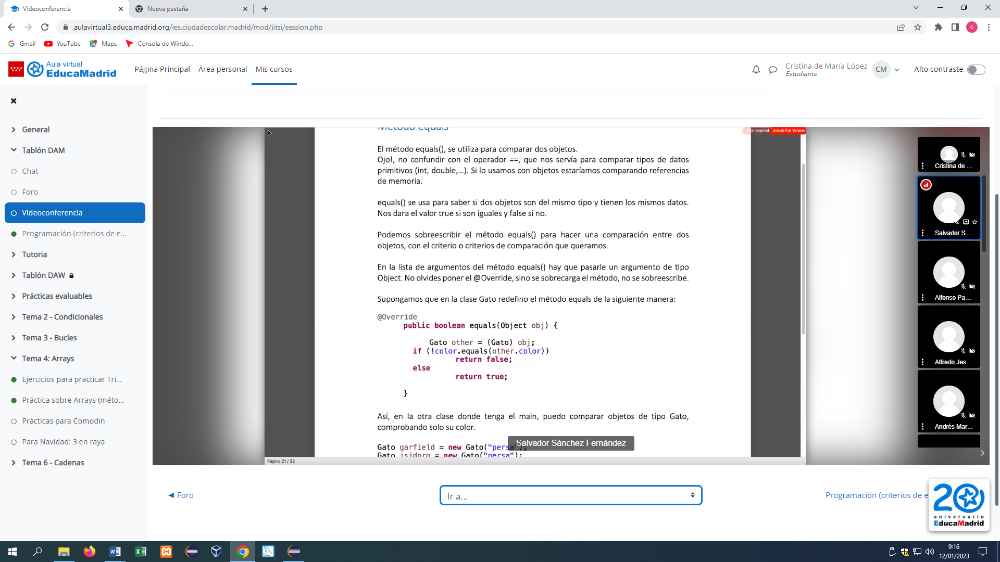 Videoconferencia
Nueva pestaña
aulavirtual3.educa.madrid.org/ies.ciudadescolar.madrid/mod/jitsi/session.php
C
Gmail
YouTube
Maps
Consola de Windo...
Aula virtual
EducaMadrid
Página Principal
Área personal
Mis cursos
Cristina de María López
Estudiante
CM
Alto contraste
General
Tablón DAM
Chat
Foro
Videoconferencia
Programación (criterios de e...
Tutoria
Tablón DAW
Prácticas evaluables
Tema 2 - Condicionales
Tema 3 - Bucles
Tema 4: Arrays
Ejercicios para practicar Tri...
Práctica sobre Arrays (méto...
Prácticas para Comodín
Para Navidad: 3 en raya
Tema 6 - Cadenas
Método equals
Trial expired
Unlock Full Version
El método equals(), se utiliza para comparar dos objetos.
Ojo!, no confundir con el operador ==, que nos servía para comparar tipos de datos
primitivos (int, double,...). Si lo usamos con objetos estaríamos comparando referencias
de memoria.
equals() se usa para saber si dos objetos son del mismo tipo y tienen los mismos datos.
Nos dara el valor true si son iguales y false si no.
Podemos sobreescribir el método equals() para hacer una comparación entre dos
objetos, con el criterio o criterios de comparación que queramos.
En la lista de argumentos del método equals() hay que pasarle un argumento de tipo
Object. No olvides poner el @Override, sino se sobrecarga el método, no se sobreescribe.
Supongamos que en la clase Gato redefino el método equals de la siguiente manera:
@Override
public boolean equals(Object obj) {
Gato other = (Gato) obj;
if (!color.equals(other.color))
return false;
else
return true;
}
Así, en la otra clase donde tenga el main, puedo comparar objetos de tipo Gato,
comprobando solo su color.
Gato garfield = new Gato("persa");
Gato isidoro = new Gato("persa");
Salvador Sánchez Fernández
Página 21 / 32
Cristina de ...
Salvador S...
Alfonso Pa...
Alfredo Jes...
Andrés Mar...
◄ Foro
Ir a...
Programación (criterios de e
20
aniversario
EducaMadrid
9:16
12/01/2023